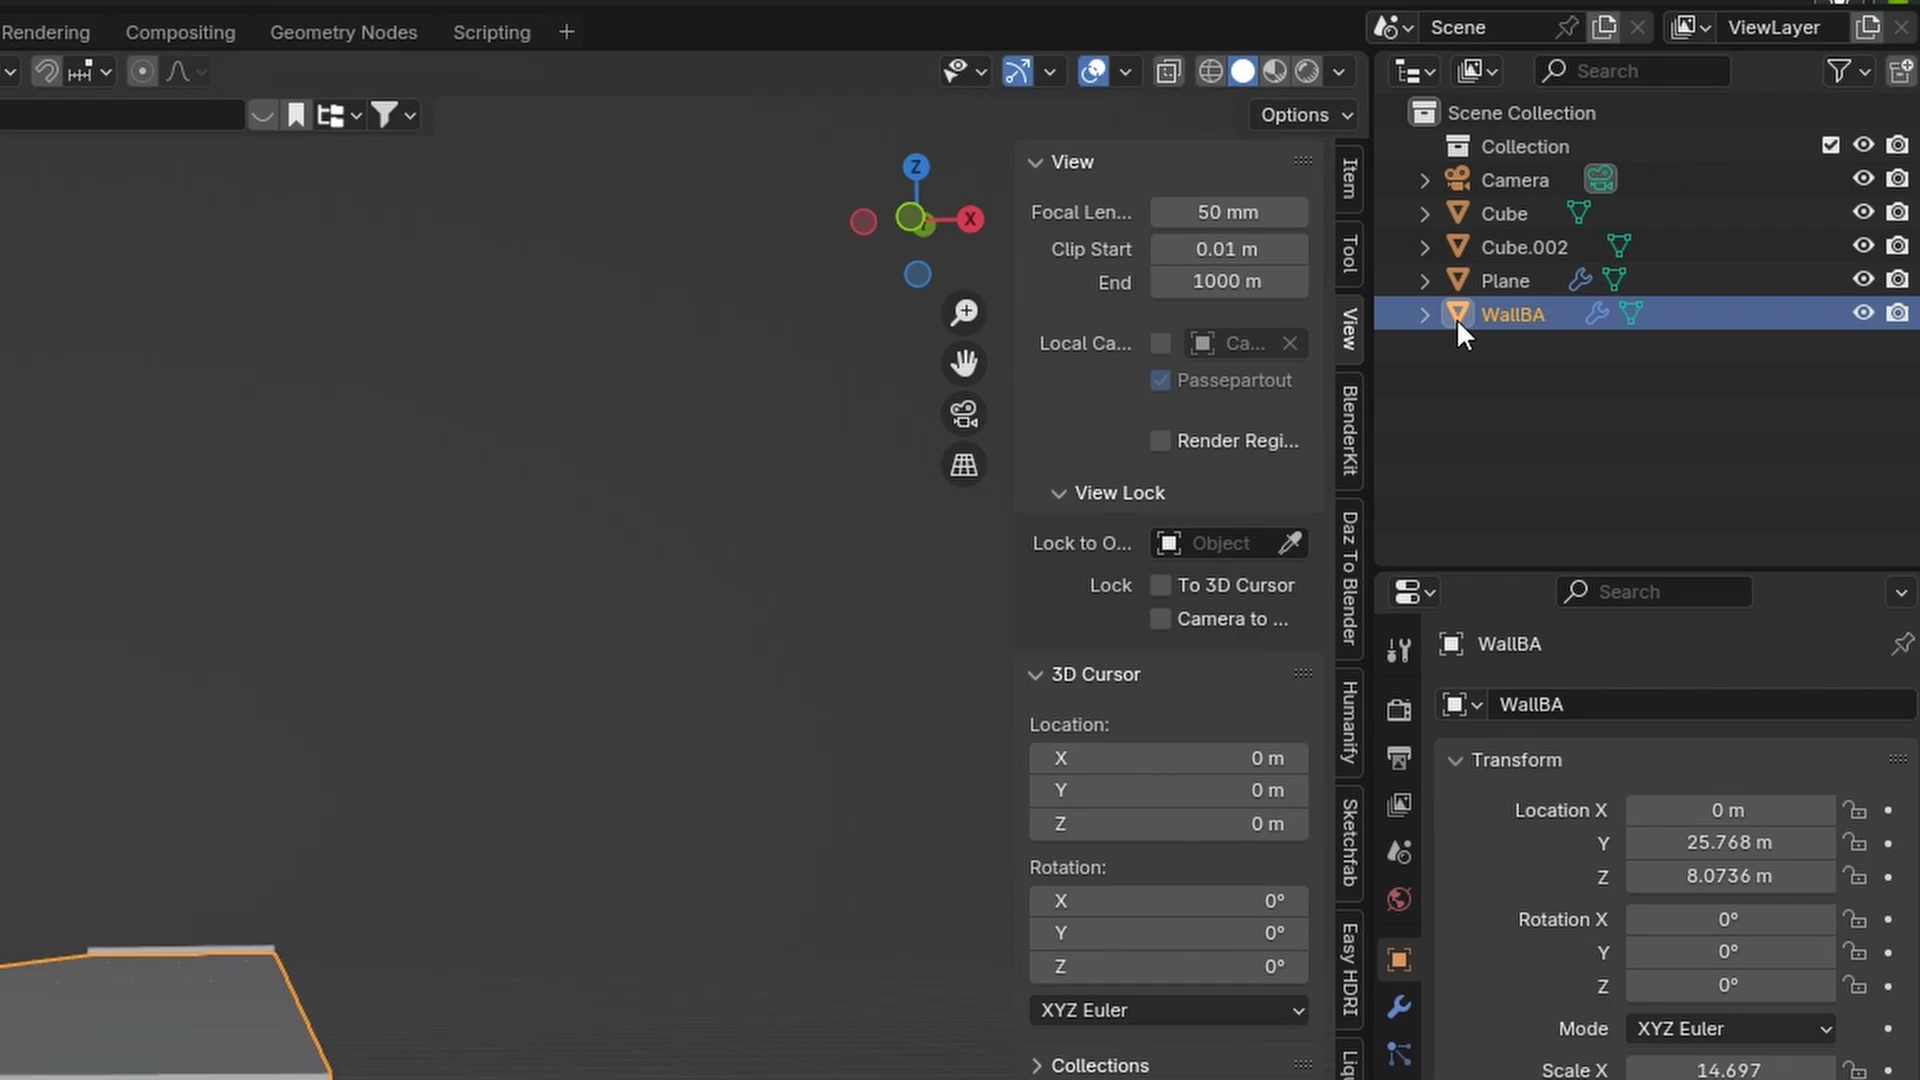 Rendering Compositing Geometry Nodes Scripting +
Scene ViewLayer
Search
Options
Z
X
View
Focal Len... 50 mm
Clip Start 0.01 m
End 1000 m
Local Ca... Ca...
Passepartout
Render Regi...
View Lock
Lock to O... Object
Lock To 3D Cursor
Camera to ...
3D Cursor
Location:
X 0 m
Y 0 m
Z 0 m
Rotation:
X 0°
Y 0°
Z 0°
XYZ Euler
Collections
Item
Tool
View
BlenderKit
Daz To Blender
Humanify
Sketchfab
Easy HDRI
Liqu
Scene Collection
Collection
Camera
Cube
Cube.002
Plane
WallBA
Search
WallBA
WallBA
Transform
Location X 0 m
Y 25.768 m
Z 8.0736 m
Rotation X 0°
Y 0°
Z 0°
Mode XYZ Euler
Scale X 14.697